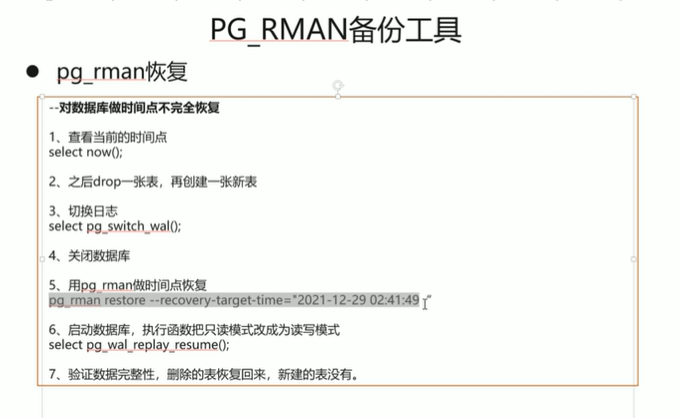 PG_RMAN备份工具
● pg_rman恢复
--对数据库做时间点不完全恢复
1、查看当前的时间点
select now();
2、之后drop一张表，再创建一张新表
3、切换日志
select pg_switch_wal();
4、关闭数据库
5、用pg_rman做时间点恢复
pg_rman restore --recovery-target-time="2021-12-29 02:41:49 "
6、启动数据库，执行函数把只读模式改成为读写模式
select pg_wal_replay_resume();
7、验证数据完整性，删除的表恢复回来，新建的表没有。